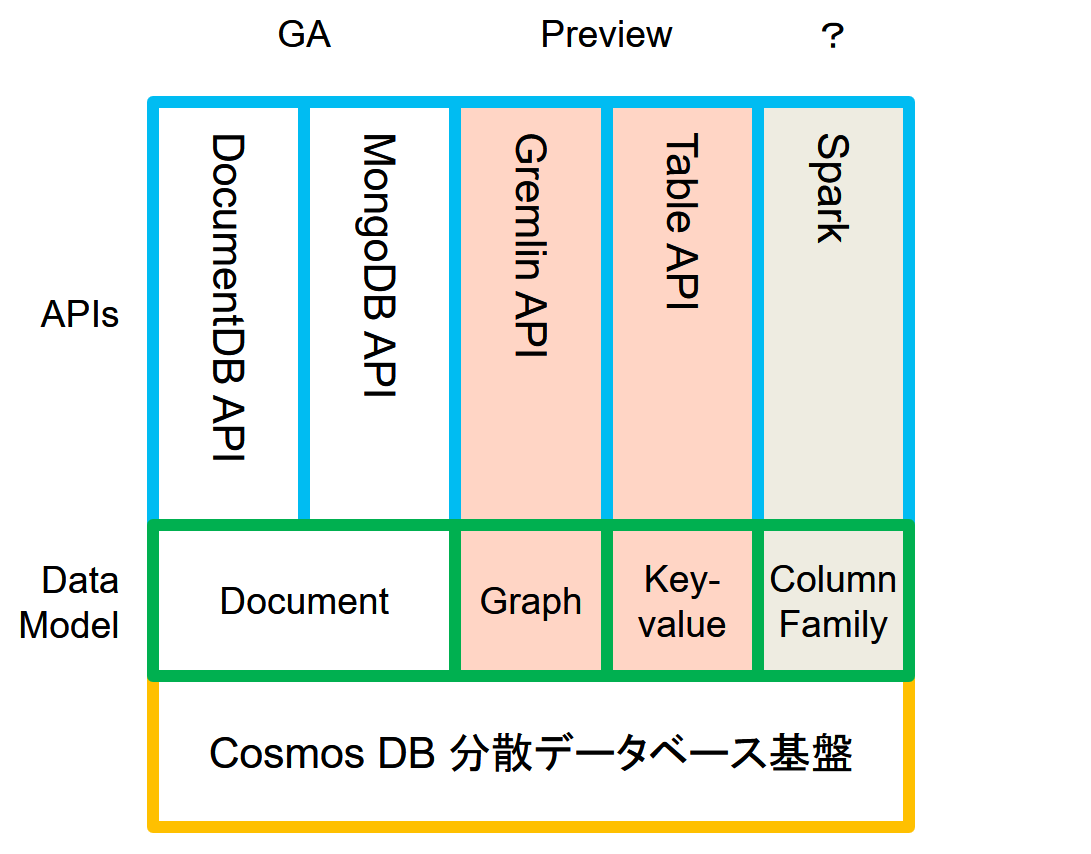 GA
Preview
?
APIs
DocumentDB API
MongoDB API
Gremlin API
Table API
Spark
Data
Model
Document
Graph
Key-
value
Column
Family
Cosmos DB 分散データベース基盤